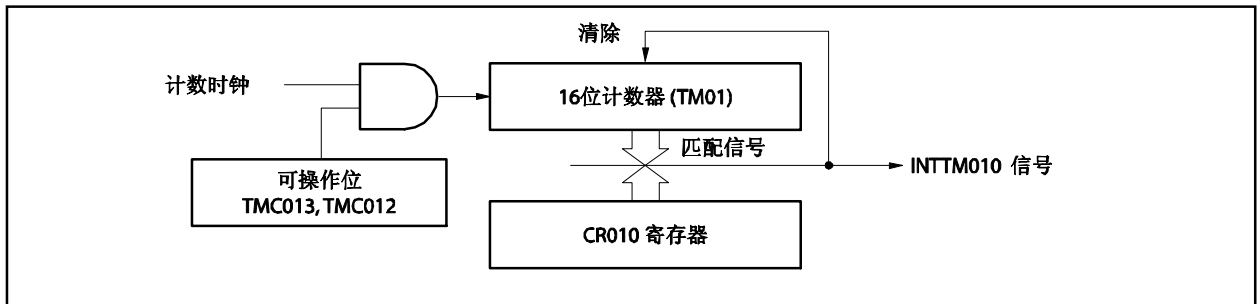 清除
计数时钟
16位计数器 (TM01)
匹配信号
INTTM010 信号
可操作位
TMC013, TMC012
CR010 寄存器